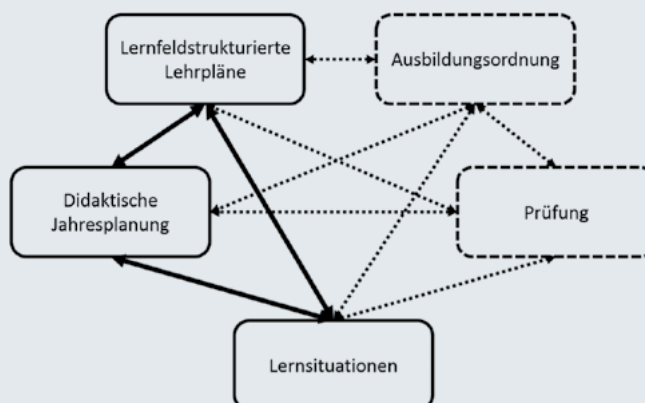 Lernfeldstrukturierte
Lehrpläne
Ausbildungsordnung
Didaktische
Jahresplanung
Prüfung
Lernsituationen